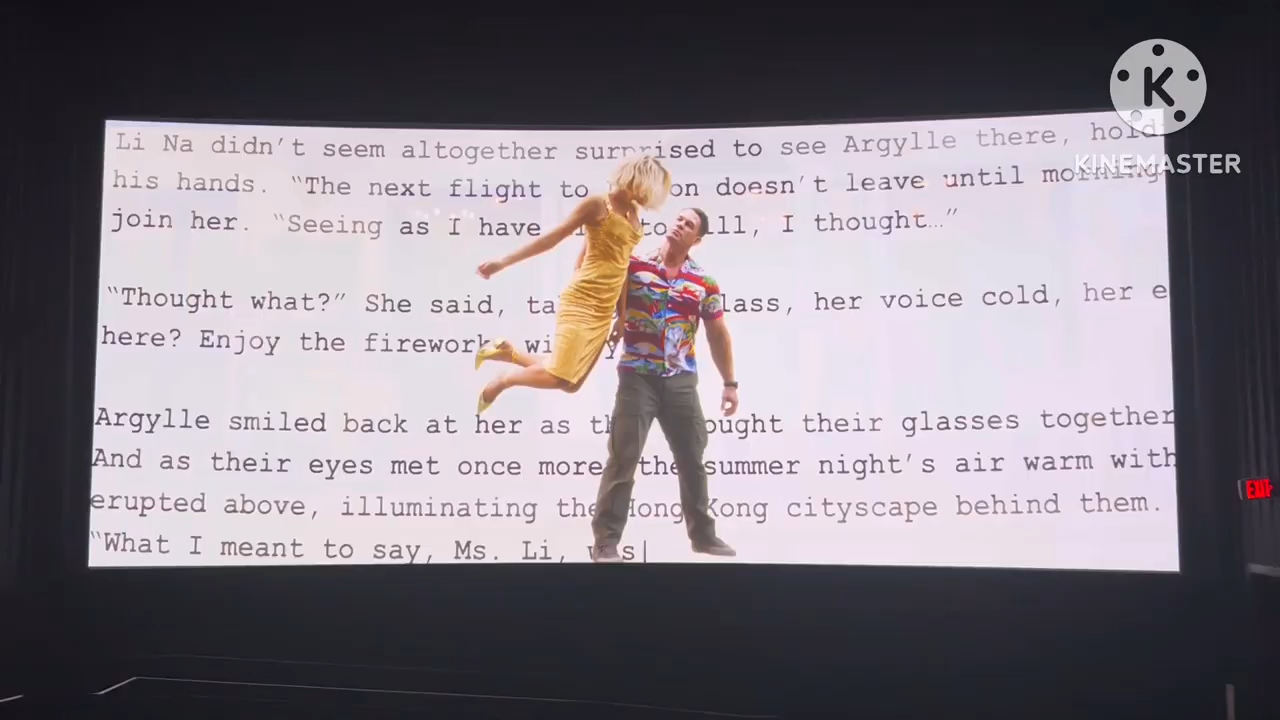 Li Na didn't seem altogether surprised to see Argylle there, hold
his hands. "The next flight to on doesn't leave until morning
join her. "Seeing as I have to ll, I thought…"
"Thought what?" She said, ta lass, her voice cold, her e
here? Enjoy the firework wi y
Argylle smiled back at her as th ought their glasses together
And as their eyes met once more, the summer night's air warm with
erupted above, illuminating the Hong Kong cityscape behind them.
"What I meant to say, Ms. Li, w s|
K
KINEMASTER
EXIT